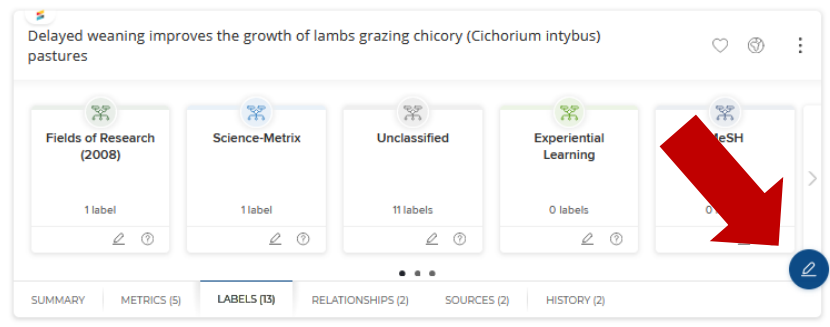 Delayed weaning improves the growth of lambs grazing chicory (Cichorium intybus)
pastures
Fields of Research
(2008)
1 label
Science-Metrix
1 label
Unclassified
11 labels
Experiential
Learning
0 labels
MeSH
0
SUMMARY METRICS (5) LABELS (13) RELATIONSHIPS (2) SOURCES (2) HISTORY (2)